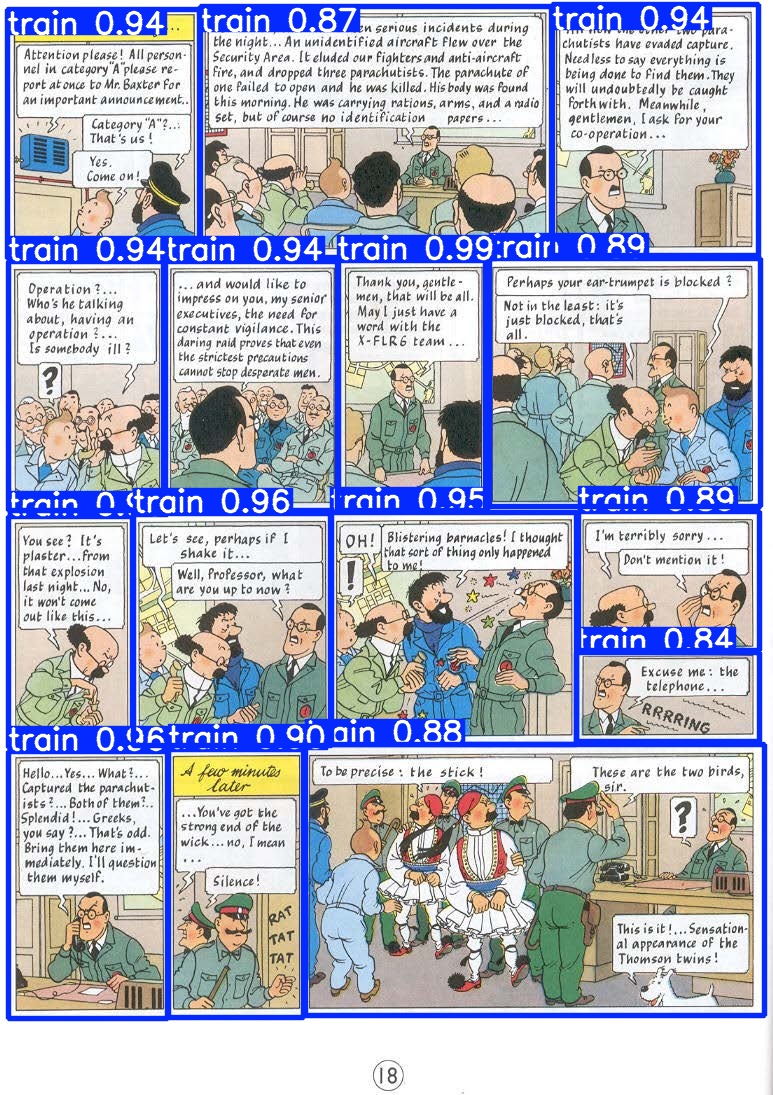 train 0.94
Attention please! All person-
nel in category "A" please re-
port at once to Mr. Baxter for
an important announcement..
Category "A"?...
That's us!
Yes.
Come on!
train 0.87
serious incidents during
the night... An unidentified aircraft flew over the
Security Area. It eluded our fighters and anti-aircraft
fire, and dropped three parachutists. The parachute of
one failed to open and he was killed. His body was found
this morning. He was carrying rations, arms, and a radio
set, but of course no identification papers...
train 0.94
chutists have evaded capture.
Needless to say everything is
being done to find them. They
will undoubtedly be caught
forthwith. Meanwhile,
gentlemen, I ask for your
co-operation...
train 0.94
Operation?...
Who's he talking
about, having an
operation?...
Is somebody ill?
?
train 0.94
...and would like to
impress on you, my senior
executives, the need for
constant vigilance. This
daring raid proves that even
the strictest precautions
cannot stop desperate men.
train 0.99
Thank you, gentle-
men, that will be all.
May I just have a
word with the
X-FLR6 team...
train 0.89
Perhaps your ear-trumpet is blocked?
Not in the least: it's
just blocked, that's
all.
train
You see? It's
plaster...from
that explosion
last night... No,
it won't come
out like this...
train 0.96
Let's see, perhaps if I
shake it...
Well, Professor, what
are you up to now?
train 0.95
OH!
!
Blistering barnacles! I thought
that sort of thing only happened
to me!
train 0.89
I'm terribly sorry...
Don't mention it!
train 0.84
Excuse me: the
telephone...
RRRRING
train 0.96
Hello...Yes...What?...
Captured the parachut-
ists?...Both of them?..
Splendid!...Greeks,
you say?...That's odd.
Bring them here im-
mediately. I'll question
them myself.
train 0.90
A few minutes
later
...You've got the
strong end of the
wick...no, I mean
...
Silence!
RAT
TAT
TAT
ain 0.88
To be precise: the stick!
These are the two birds,
sir.
?
This is it!...Sensation-
al appearance of the
Thomson twins!
18